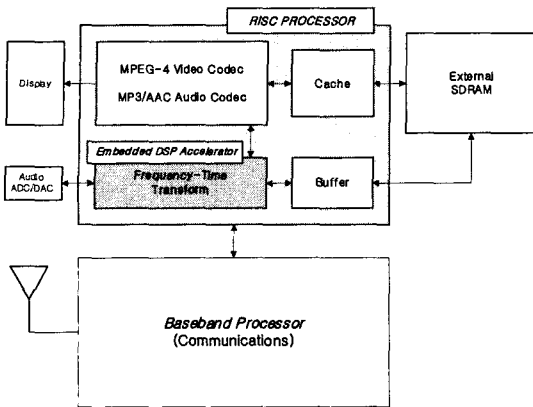 RISC PROCESSOR
Display
MPEG-4 Video Codec
MP3/AAC Audio Codec
Cache
External
SDRAM
Embedded DSP Accelerator
Audio
ADC/DAC
Frequency-Time
Transform
Buffer
Baseband Processor
(Communications)